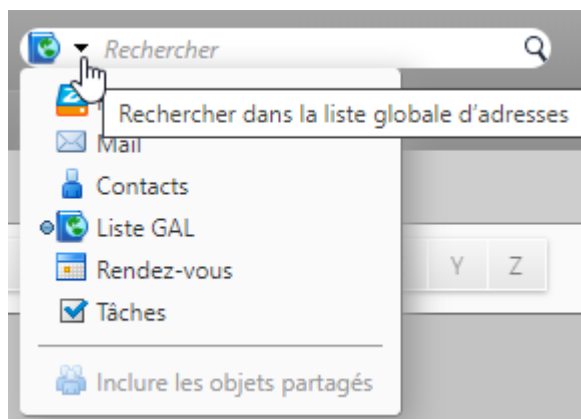 Rechercher
Rechercher dans la liste globale d'adresses
Mail
Contacts
Liste GAL
Rendez-vous
Y Z
Tâches
Inclure les objets partagés